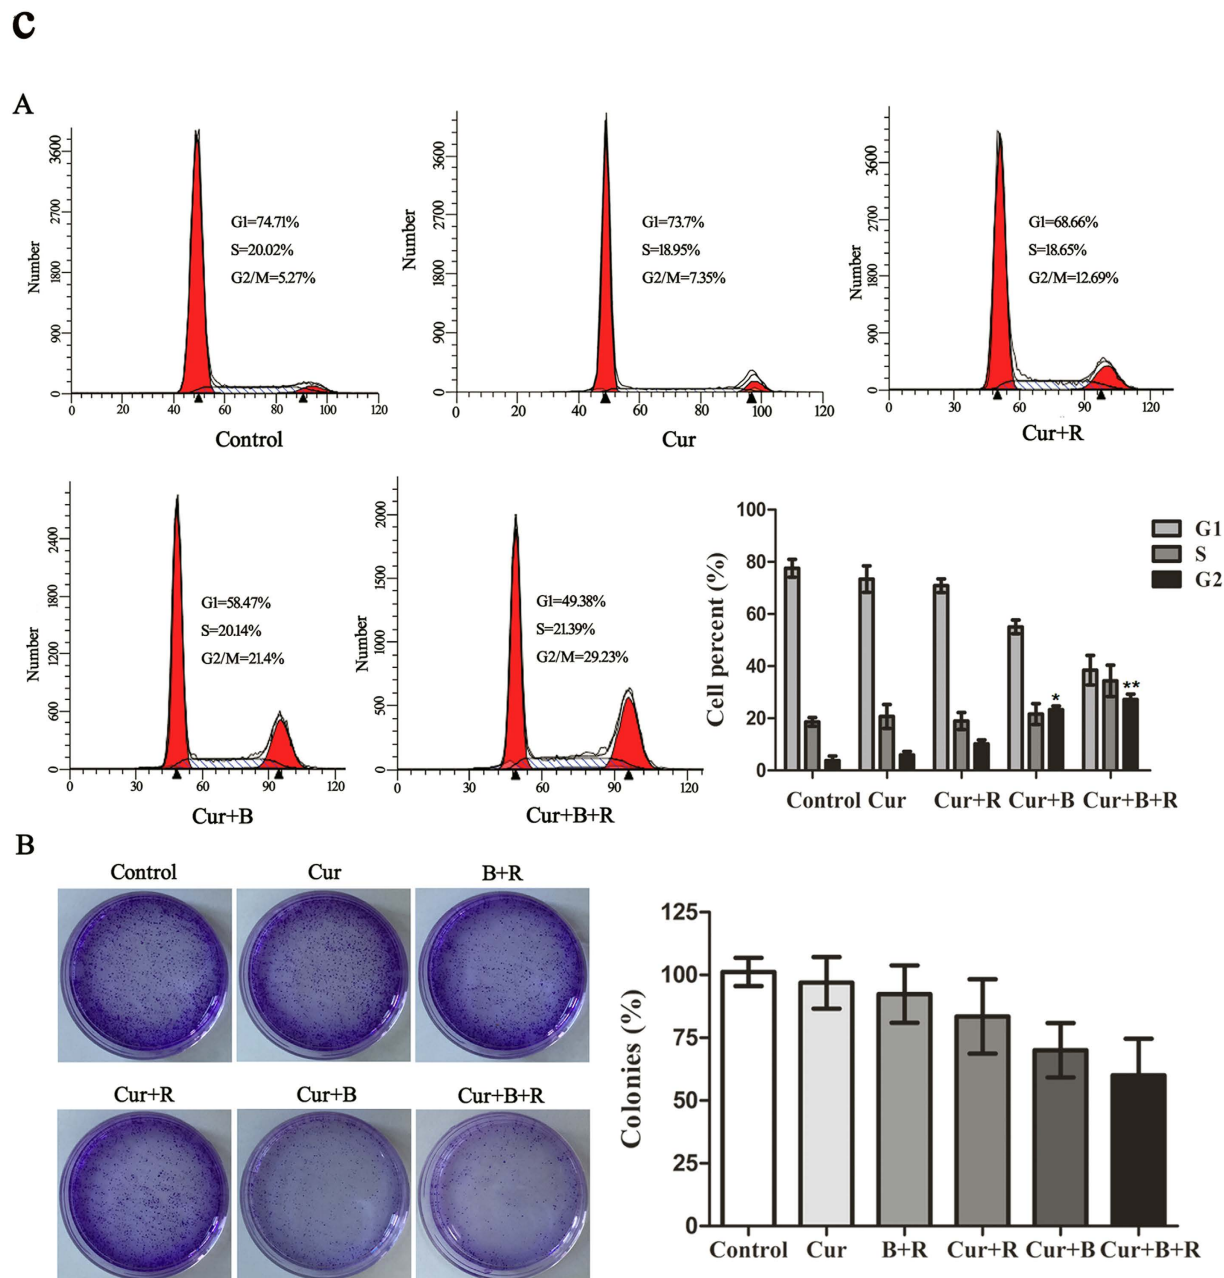 C
A
3600
2700
1800
900
0
Number
G1=74.71%
S=20.02%
G2/M=5.27%
0 20 40 60 80 100 120
Control
3600
2700
1800
900
0
Number
G1=73.7%
S=18.95%
G2/M=7.35%
0 20 40 60 80 100 120
Cur
3600
2700
1800
900
0
Number
G1=68.66%
S=18.65%
G2/M=12.69%
0 30 60 90 120
Cur+R
2400
1800
1200
600
0
Number
G1=58.47%
S=20.14%
G2/M=21.4%
0 30 60 90 120
Cur+B
2000
1500
1000
500
0
Number
G1=49.38%
S=21.39%
G2/M=29.23%
0 30 60 90 120
Cur+B+R
100
80
60
40
20
0
Cell percent (%)
G1
S
G2
*
**
Control Cur Cur+R Cur+B Cur+B+R
B
Control Cur B+R
Cur+R Cur+B Cur+B+R
125
100
75
50
25
0
Colonies (%)
Control Cur B+R Cur+R Cur+B Cur+B+R